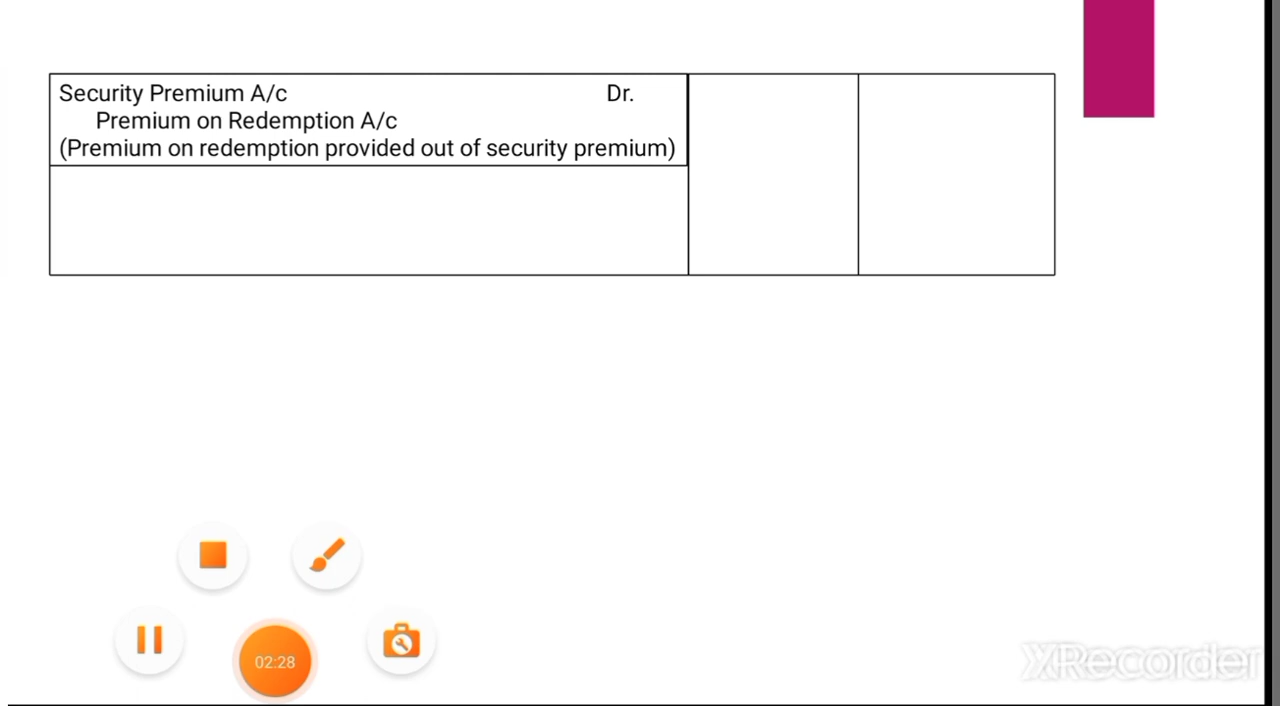 Security Premium A/c Dr.
Premium on Redemption A/c
(Premium on redemption provided out of security premium)
02:28
XRecorder